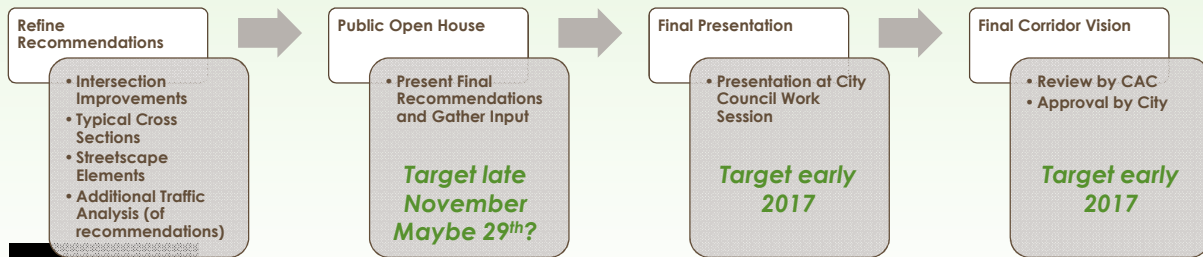 Refine
Recommendations
• Intersection
Improvements
• Typical Cross
Sections
• Streetscape
Elements
• Additional Traffic
Analysis (of
recommendations)
Public Open House
• Present Final
Recommendations
and Gather Input
Target late
November
Maybe 29th?
Final Presentation
• Presentation at City
Council Work
Session
Target early
2017
Final Corridor Vision
• Review by CAC
• Approval by City
Target early
2017